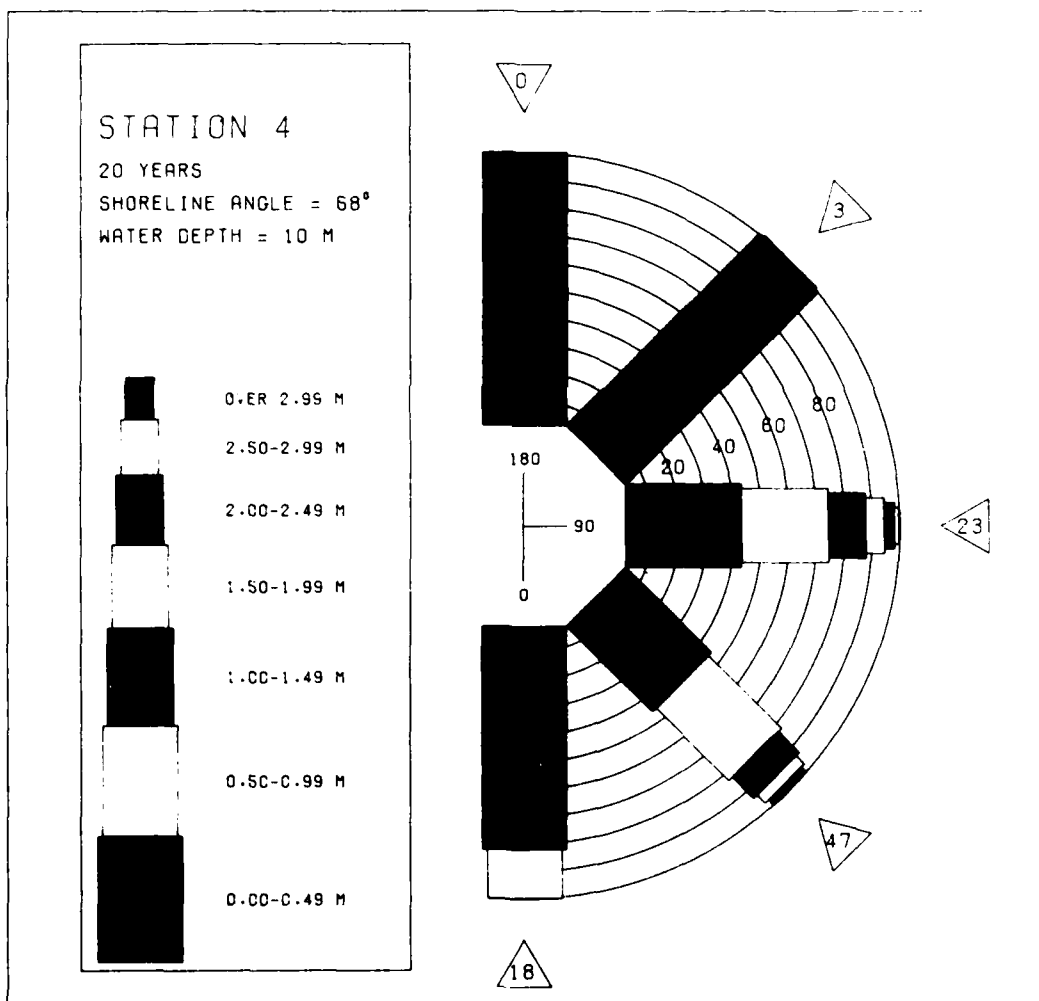 STATION 4
20 YEARS
SHORELINE ANGLE = 68°
WATER DEPTH = 10 M
0.ER 2.99 M
2.50-2.99 M
2.00-2.49 M
1.50-1.99 M
1.00-1.49 M
0.50-0.99 M
0.00-0.49 M
0
3
80
60
40
20
180
90
0
23
47
18